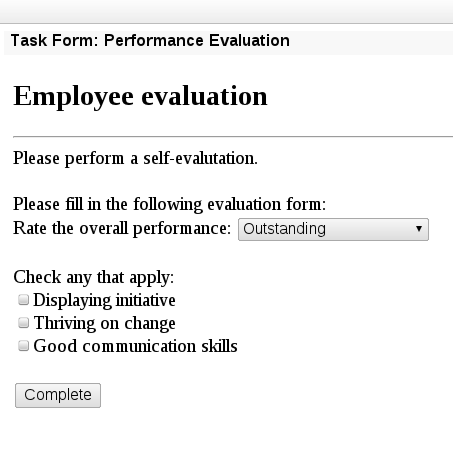 Task Form: Performance Evaluation
Employee evaluation
Please perform a self-evalutation.
Please fill in the following evaluation form:
Rate the overall performance: Outstanding
Check any that apply:
Displaying initiative
Thriving on change
Good communication skills
Complete